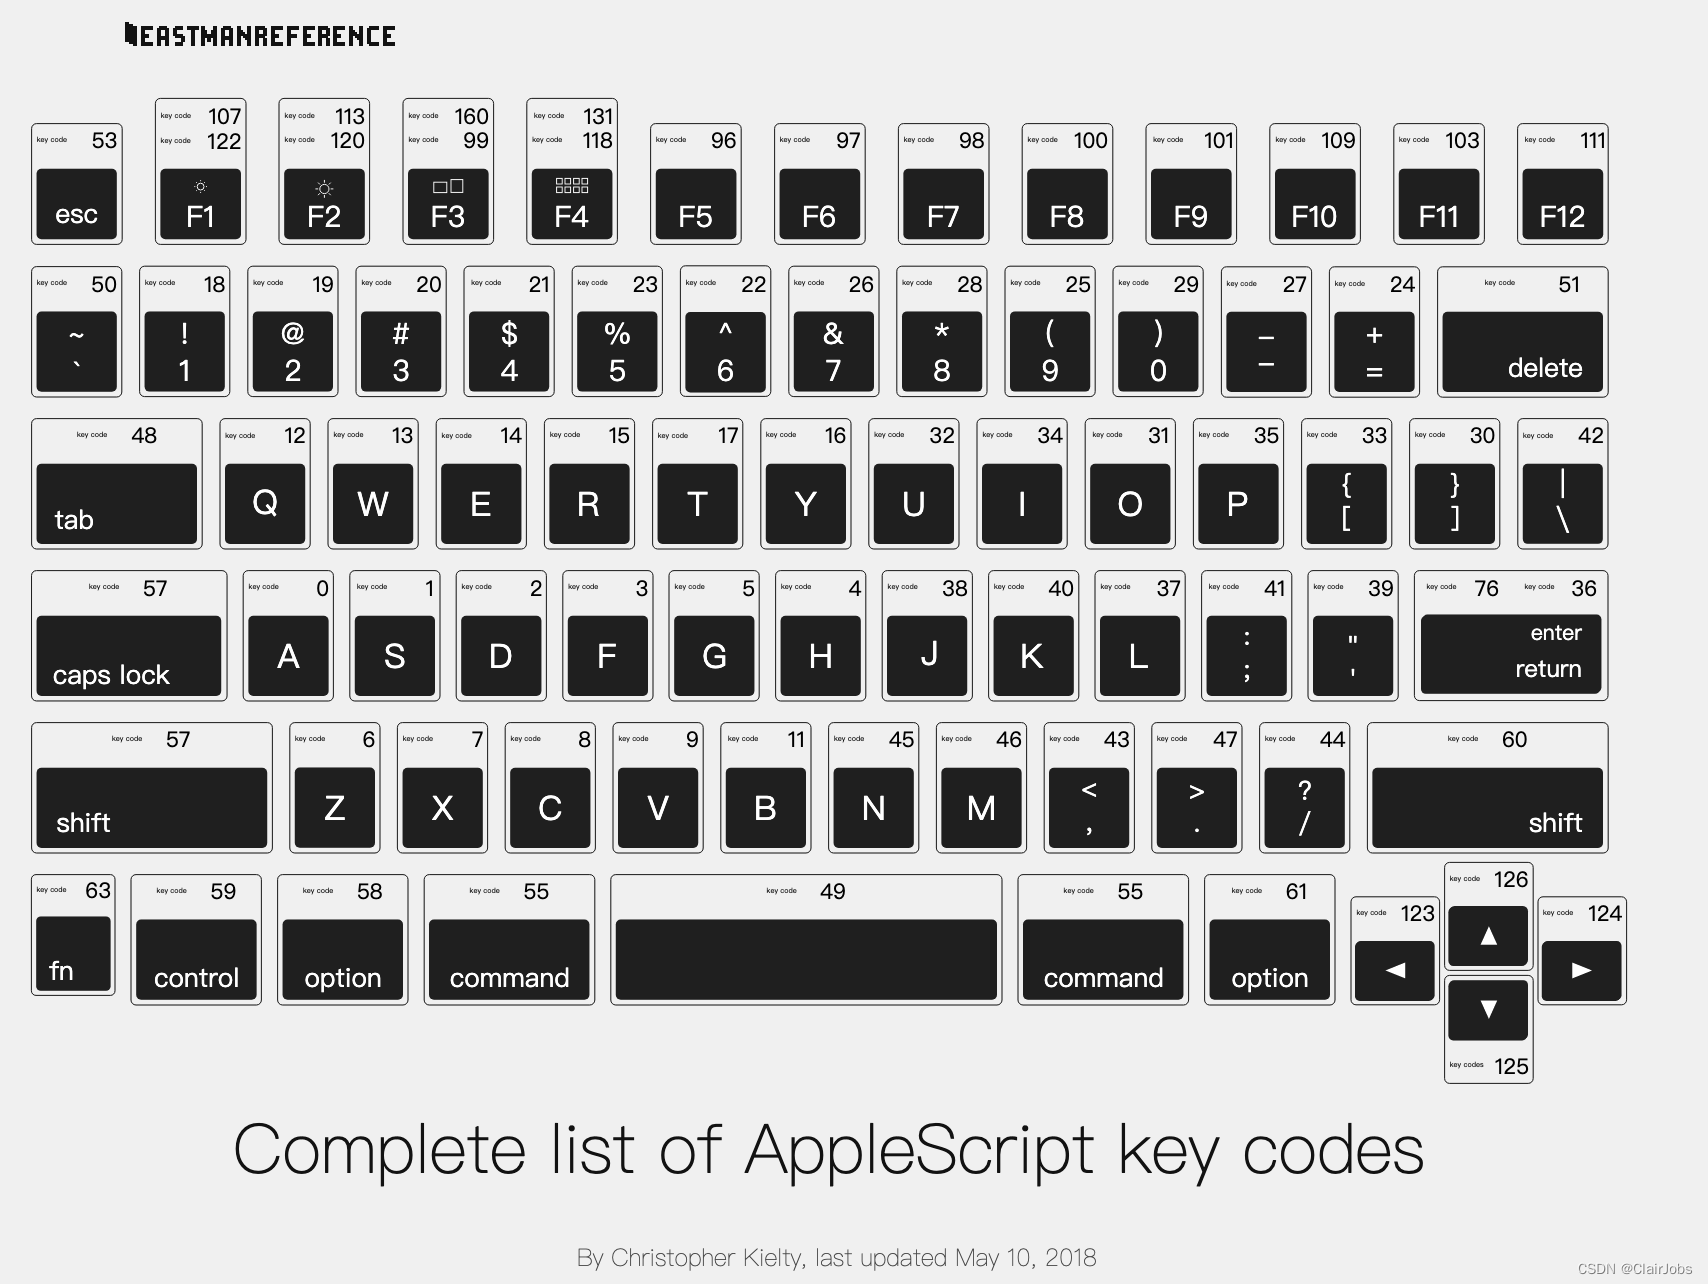 EASTMANREFERENCE
key code 107 key code 113 key code 160 key code 131
key code 53 key code 122 key code 120 key code 99 key code 118 key code 96 key code 97 key code 98 key code 100 key code 101 key code 109 key code 103 key code 111
esc F1 F2 F3 F4 F5 F6 F7 F8 F9 F10 F11 F12
key code 50 key code 18 key code 19 key code 20 key code 21 key code 23 key code 22 key code 26 key code 28 key code 25 key code 29 key code 27 key code 24 key code 51
~ ! @ # $ % ^ & * ( ) – +
` 1 2 3 4 5 6 7 8 9 0 – = delete
key code 48 key code 12 key code 13 key code 14 key code 15 key code 17 key code 16 key code 32 key code 34 key code 31 key code 35 key code 33 key code 30 key code 42
{ } |
tab Q W E R T Y U I O P [ ] \
key code 57 key code 0 key code 1 key code 2 key code 3 key code 5 key code 4 key code 38 key code 40 key code 37 key code 41 key code 39 key code 76 key code 36
: " enter
caps lock A S D F G H J K L ; ' return
key code 57 key code 6 key code 7 key code 8 key code 9 key code 11 key code 45 key code 46 key code 43 key code 47 key code 44 key code 60
< > ?
shift Z X C V B N M , . / shift
key code 63 key code 59 key code 58 key code 55 key code 49 key code 55 key code 61 key code 123 key code 126 key code 124
fn control option command command option ◀ ▲ ▼ ▶
key codes 125
Complete list of AppleScript key codes
By Christopher Kielty, last updated May 10, 2018
CSDN @ClairJobs